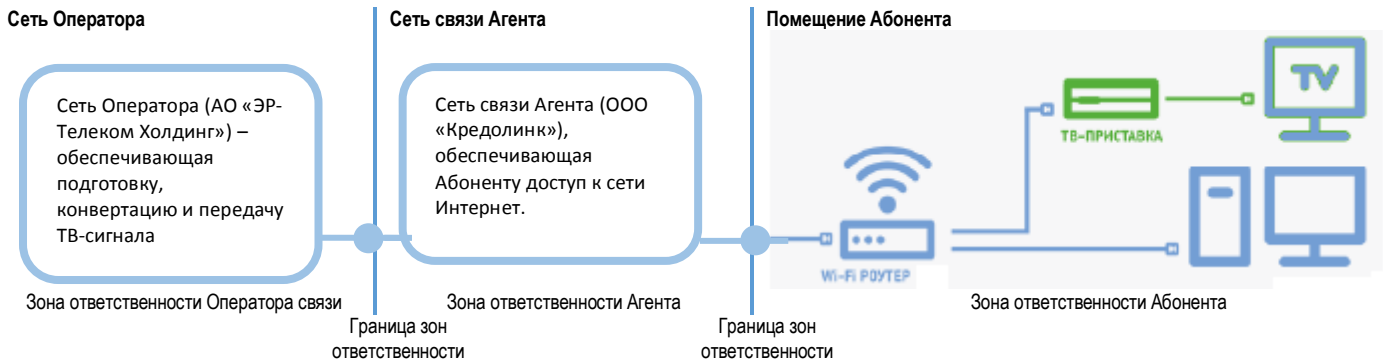 Сеть Оператора
Сеть связи Агента
Помещение Абонента
Сеть Оператора (АО «ЭР-
Телеком Холдинг») –
обеспечивающая
подготовку,
конвертацию и передачу
ТВ-сигнала
Сеть связи Агента (ООО
«Кредолинк»),
обеспечивающая
Абоненту доступ к сети
Интернет.
TV
ТВ-ПРИСТАВКА
Wi-Fi РОУТЕР
Зона ответственности Оператора связи
Зона ответственности Агента
Зона ответственности Абонента
Граница зон
ответственности
Граница зон
ответственности